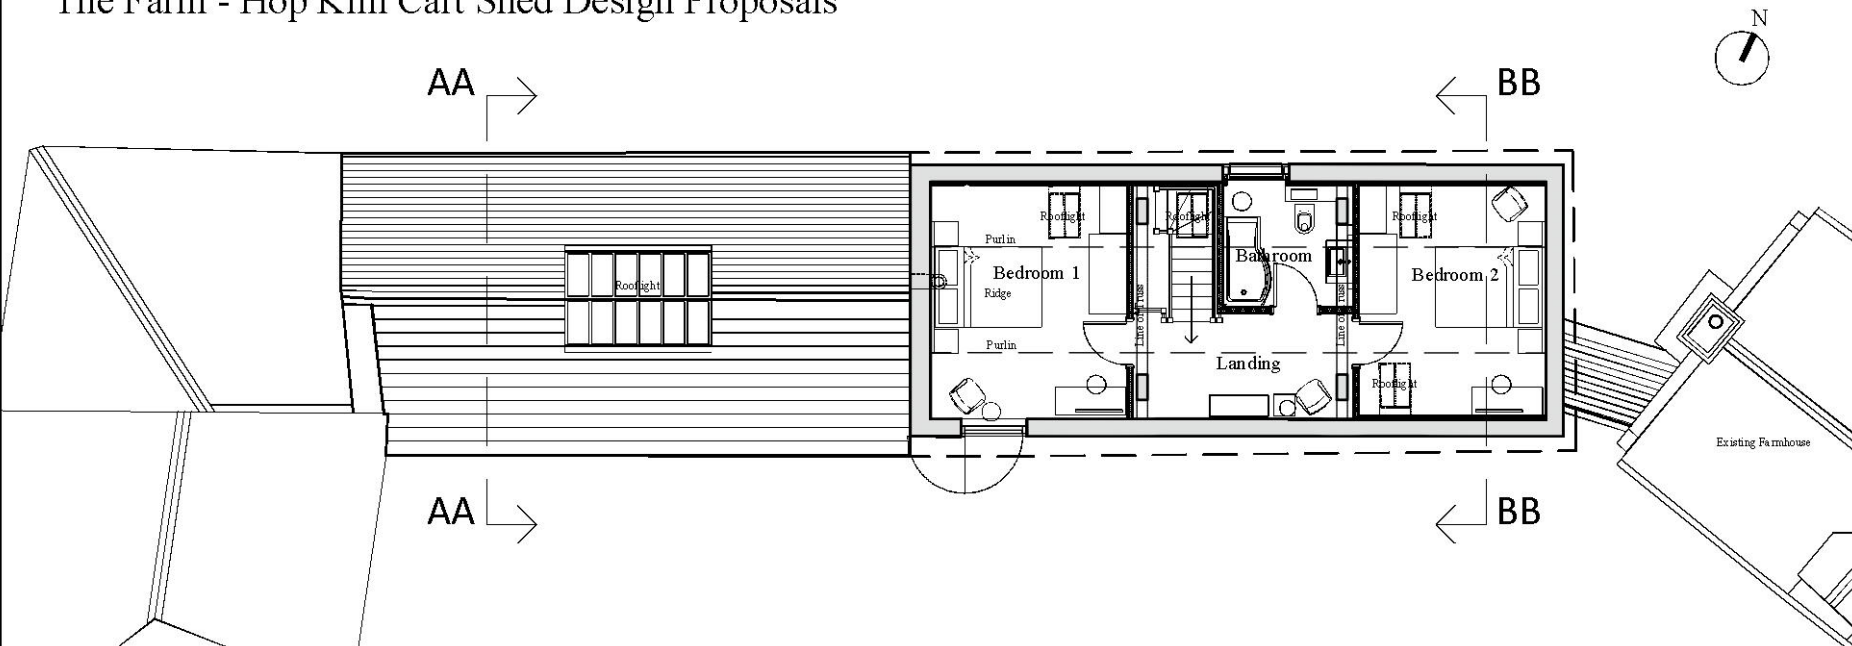 The Farm - Hop Kiln Cart Shed Design Proposals
N
AA
BB
Rooflight
Rooflight
Rooflight
Purlin
Bathroom
Bedroom 1
Bedroom 2
Rooflight
Ridge
Line of Truss
Line of Truss
Purlin
Landing
Rooflight
Existing Farmhouse
AA
BB